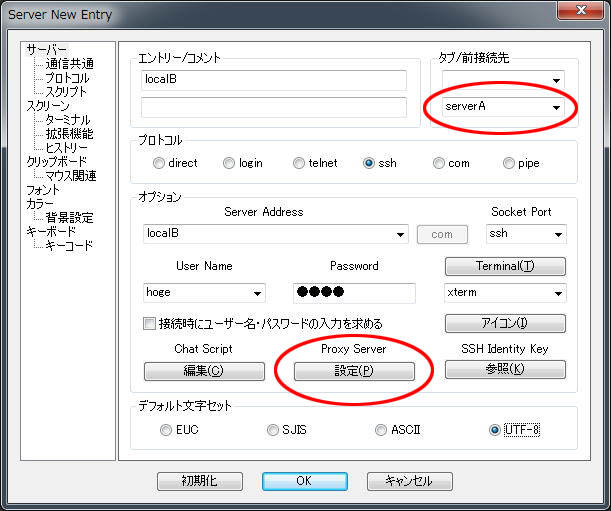 Server New Entry
サーバー
通信共通
プロトコル
スクリプト
スクリーン
ターミナル
拡張機能
ヒストリー
クリップボード
マウス関連
フォント
カラー
背景設定
キーボード
キーコード
エントリー/コメント
localB
タブ/前接続先
serverA
プロトコル
direct login telnet ssh com pipe
オプション
Server Address Socket Port
localB com ssh
User Name Password Terminal(T)
hoge ●●●● xterm
接続時にユーザー名・パスワードの入力を求める アイコン(I)
Chat Script Proxy Server SSH Identity Key
編集(C) 設定(P) 参照(K)
デフォルト文字セット
EUC SJIS ASCII UTF-8
初期化 OK キャンセル